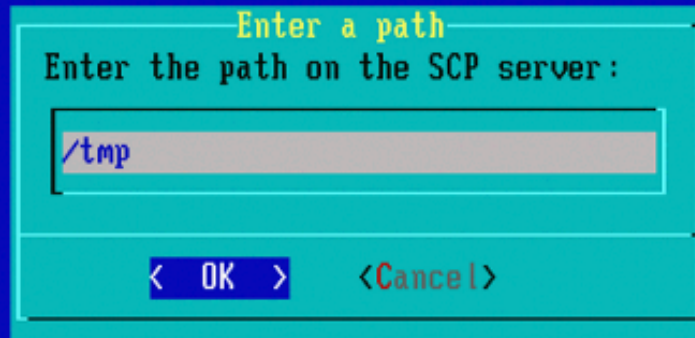 Enter a path
Enter the path on the SCP server:
/tmp
< OK > <Cancel>